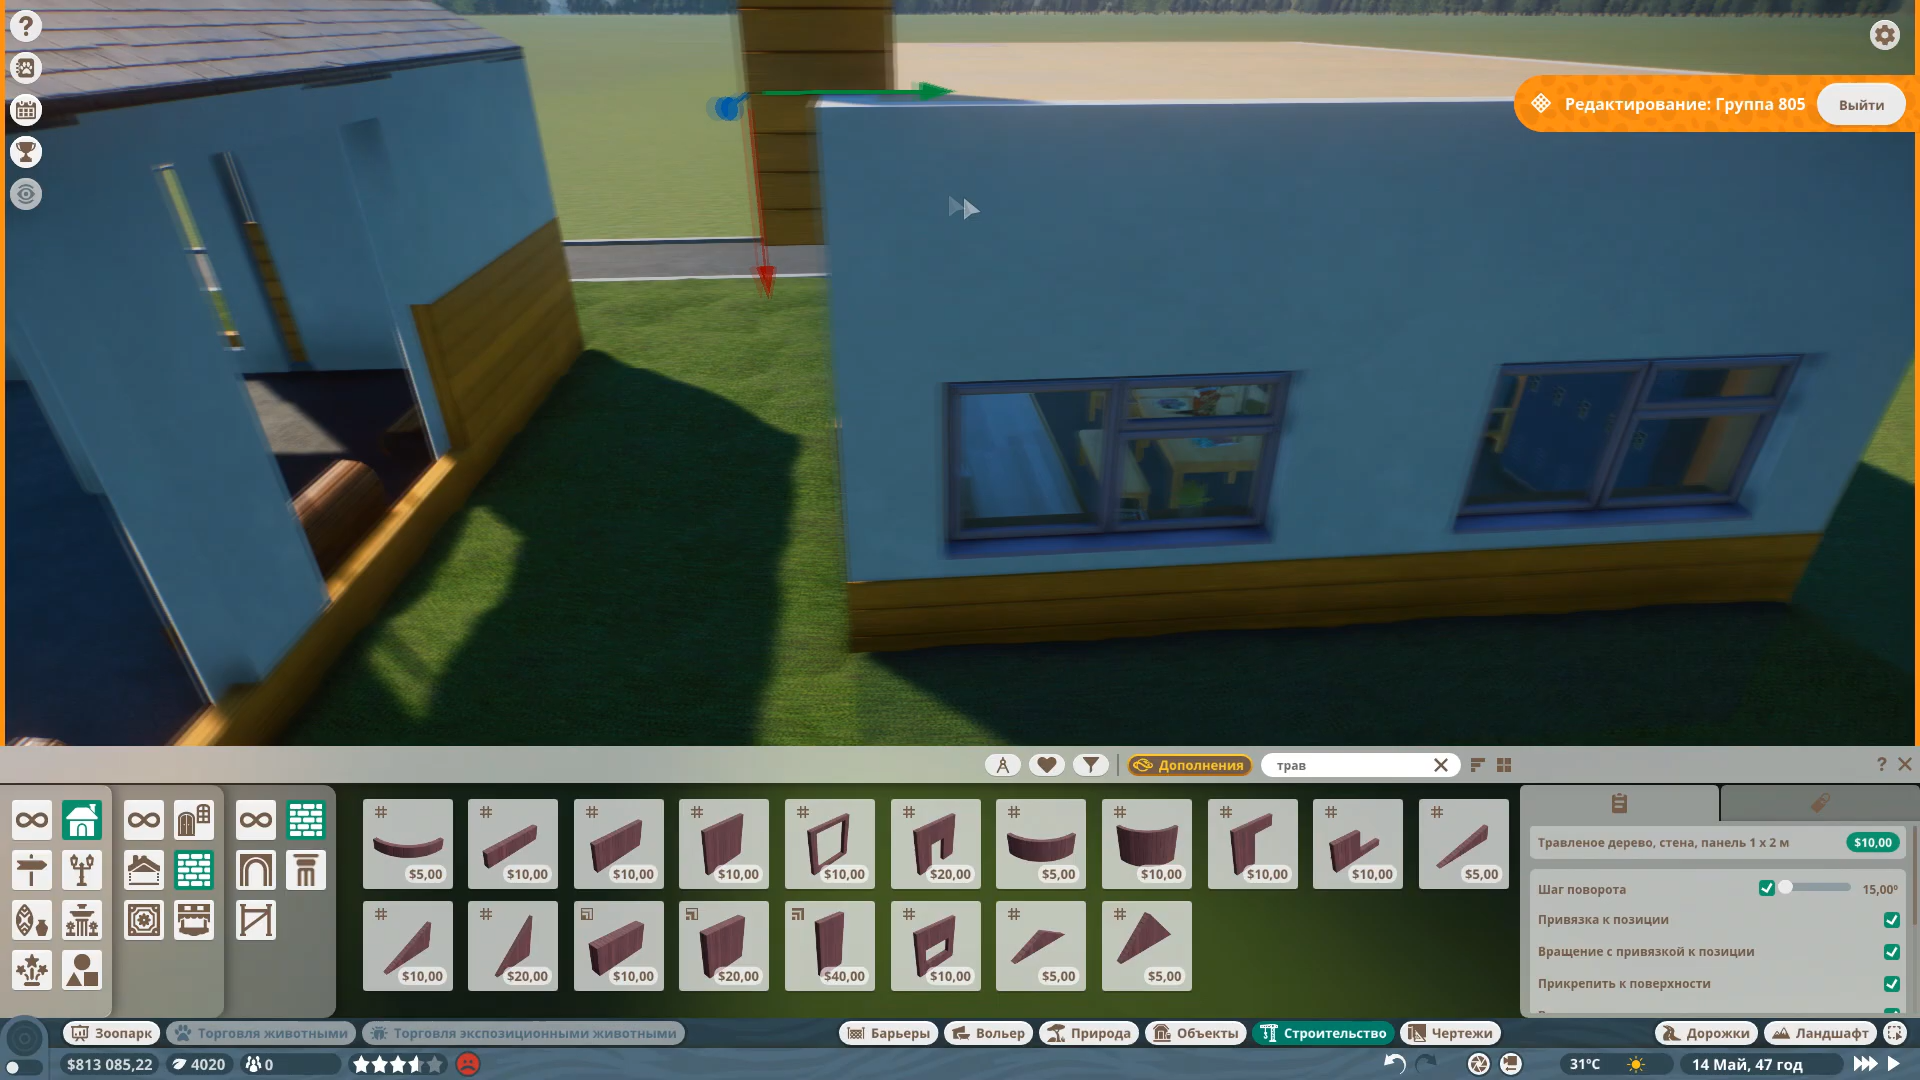 Редактирование: Группа 805
Выйти
Дополнения
трав
$5,00
$10,00
$10,00
$10,00
$10,00
$20,00
$5,00
$10,00
$10,00
$10,00
$5,00
$10,00
$20,00
$10,00
$20,00
$40,00
$10,00
$5,00
$5,00
Травленое дерево, стена, панель 1 x 2 м
$10,00
Шаг поворота
15,00°
Привязка к позиции
Вращение с привязкой к позиции
Прикрепить к поверхности
Зоопарк
Торговля животными
Торговля экспозиционными животными
Барьеры
Вольер
Природа
Объекты
Строительство
Чертежи
Дорожки
Ландшафт
$813 085,22
4020
0
31°C
14 Май, 47 год